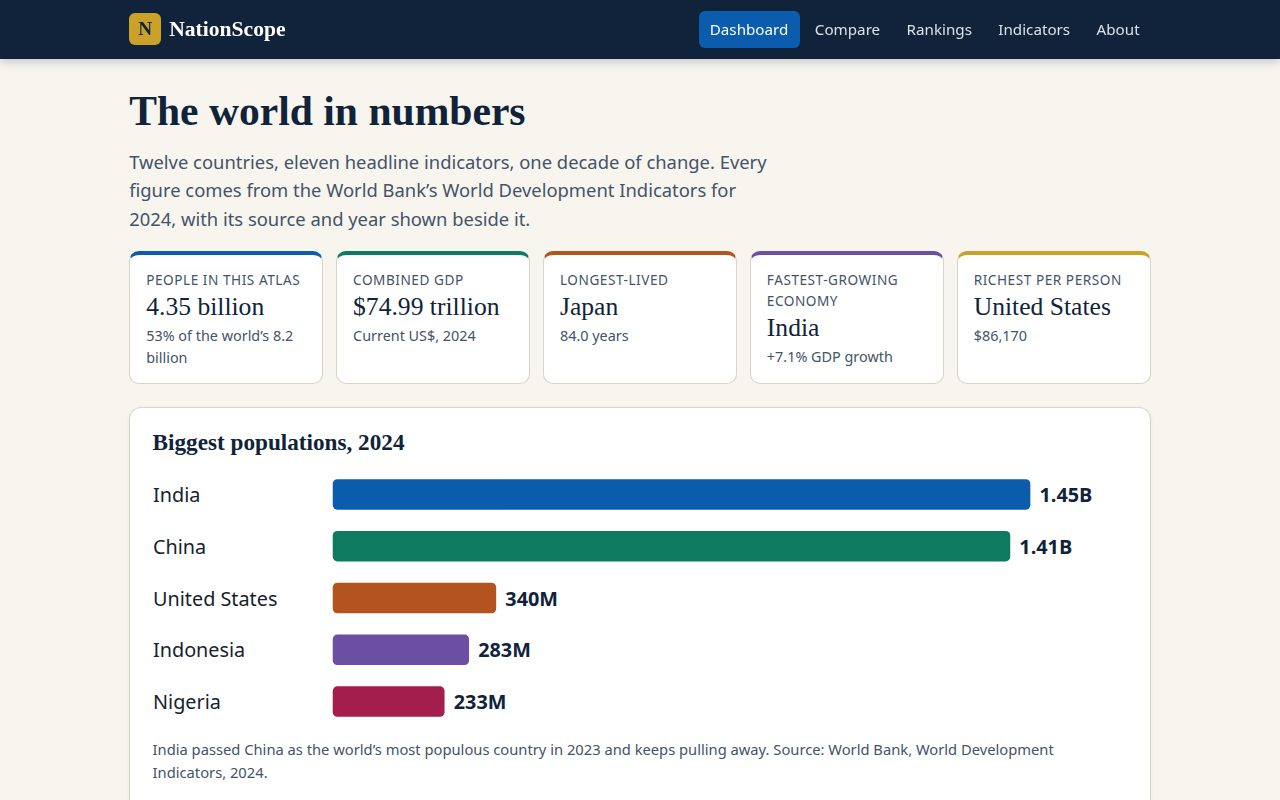 N NationScope
Dashboard Compare Rankings Indicators About
The world in numbers
Twelve countries, eleven headline indicators, one decade of change. Every
figure comes from the World Bank’s World Development Indicators for
2024, with its source and year shown beside it.
PEOPLE IN THIS ATLAS
4.35 billion
53% of the world’s 8.2
billion
COMBINED GDP
$74.99 trillion
Current US$, 2024
LONGEST-LIVED
Japan
84.0 years
FASTEST-GROWING
ECONOMY
India
+7.1% GDP growth
RICHEST PER PERSON
United States
$86,170
Biggest populations, 2024
India 1.45B
China 1.41B
United States 340M
Indonesia 283M
Nigeria 233M
India passed China as the world’s most populous country in 2023 and keeps pulling away. Source: World Bank, World Development
Indicators, 2024.